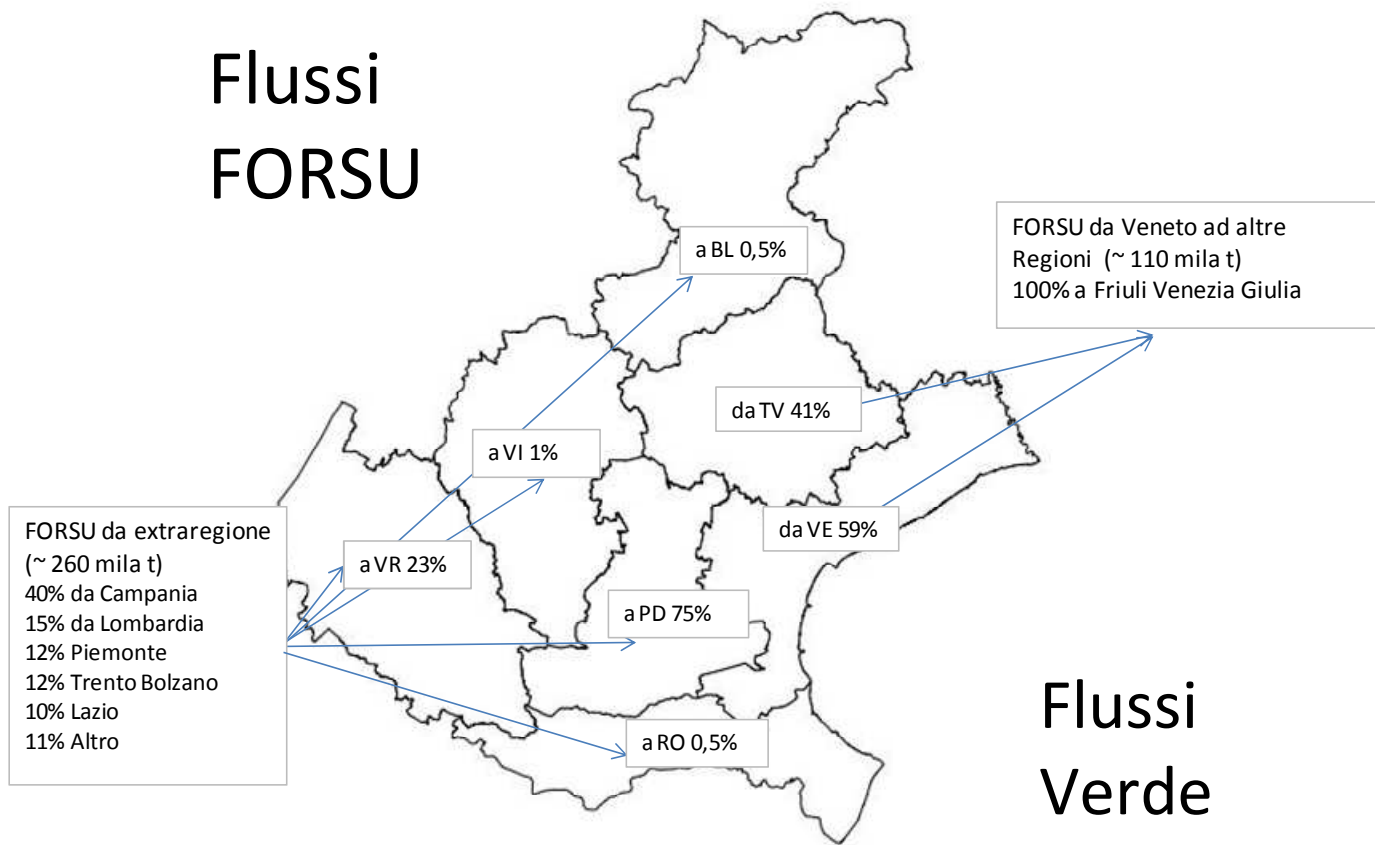 Flussi
FORSU
a BL 0,5%
FORSU da Veneto ad altre
Regioni (~ 110 mila t)
100% a Friuli Venezia Giulia
da TV 41%
a VI 1%
da VE 59%
FORSU da extraregione
(~ 260 mila t)
40% da Campania
15% da Lombardia
12% Piemonte
12% Trento Bolzano
10% Lazio
11% Altro
a VR 23%
a PD 75%
a RO 0,5%
Flussi
Verde